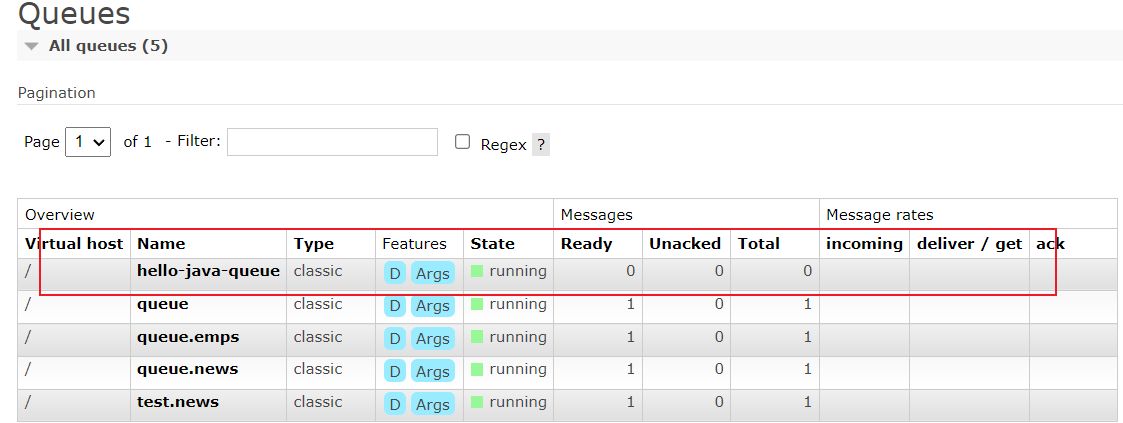 Queues
All queues (5)
Pagination
Page 1 of 1 - Filter: Regex ?
Overview Messages Message rates
Virtual host Name Type Features State Ready Unacked Total incoming deliver / get ack
/ hello-java-queue classic D Args running 0 0 0
/ queue classic D Args running 1 0 1
/ queue.emps classic D Args running 1 0 1
/ queue.news classic D Args running 1 0 1
/ test.news classic D Args running 1 0 1